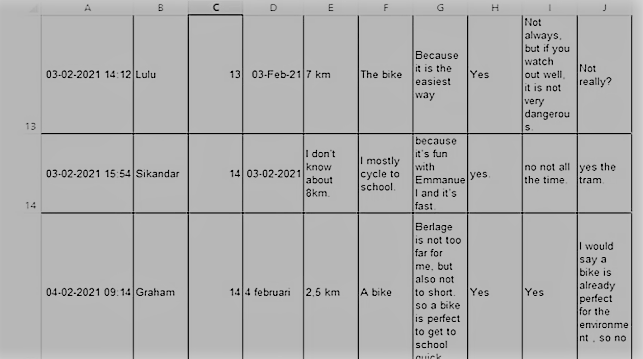 A B C D E F G H I J
13
03-02-2021 14:12
Lulu
13
03-Feb-21
7 km
The bike
Because
it is the
easiest
way
Yes
Not
always,
but if you
watch
out well,
it is not
very
dangerou
s.
Not
really?
14
03-02-2021 15:54
Sikandar
14
03-02-2021
I don't
know
about
8km.
I mostly
cycle to
school.
because
it's fun
with
Emmanue
l and it's
fast.
yes.
no not all
the time.
yes the
tram.
04-02-2021 09:14
Graham
14
4 februari
2,5 km
A bike
Berlage
is not too
far for
me, but
also not
to short.
so a bike
is perfect
to get to
school
quick
Yes
Yes
I would
say a
bike is
already
perfect
for the
environme
nt , so no